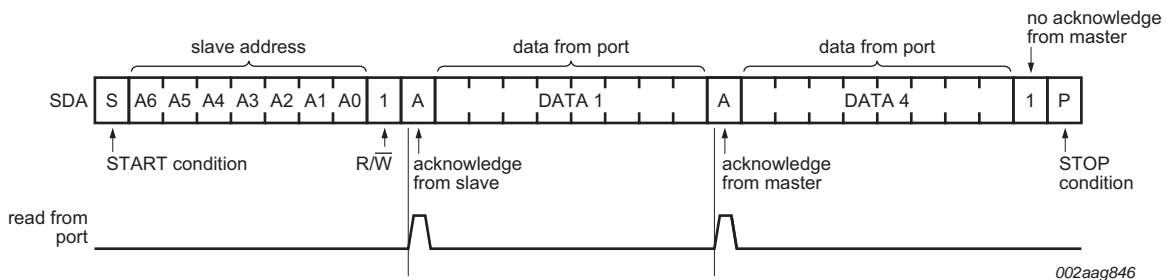 no acknowledge
from master
slave address
data from port
data from port
SDA S A6 A5 A4 A3 A2 A1 A0 1 A DATA 1 A DATA 4 1 P
START condition
R/W̅
acknowledge
from slave
acknowledge
from master
STOP
condition
read from
port
002aag846